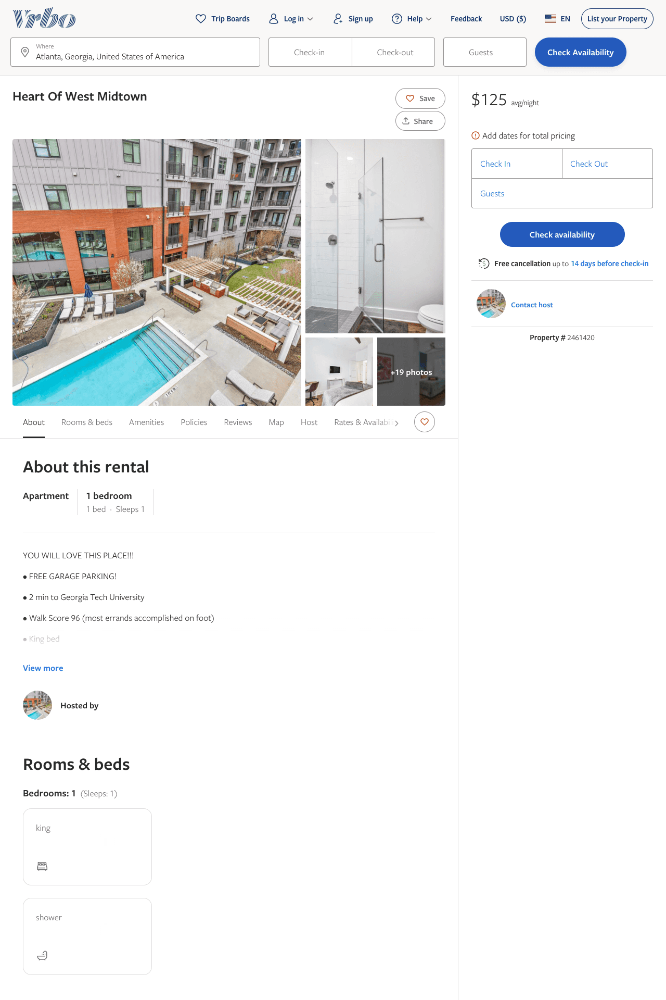 Vrbo
Trip Boards
Log in
Sign up
Help
Feedback
USD ($)
EN
List your Property
Where
Atlanta, Georgia, United States of America
Check-in
Check-out
Guests
Check Availability
Heart Of West Midtown
Save
Share
+19 photos
$125 avg/night
Add dates for total pricing
Check In
Check Out
Guests
Check availability
Free cancellation up to 14 days before check-in
Contact host
Property # 2461420
About
Rooms & beds
Amenities
Policies
Reviews
Map
Host
Rates & Availabili
About this rental
Apartment
1 bedroom
1 bed · Sleeps 1
YOU WILL LOVE THIS PLACE!!!
● FREE GARAGE PARKING!
● 2 min to Georgia Tech University
● Walk Score 96 (most errands accomplished on foot)
● King bed
View more
Hosted by
Rooms & beds
Bedrooms: 1 (Sleeps: 1)
king
shower